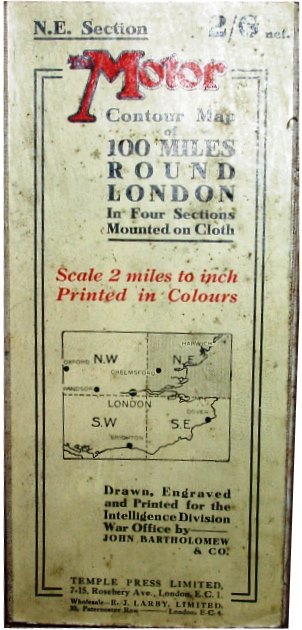 N.E. Section 2/6 net.
The Motor
Contour Map
of
100 MILES
ROUND
LONDON
In Four Sections
Mounted on Cloth
Scale 2 miles to inch
Printed in Colours
HARWICH
OXFORD N.W N.E
CHELMSFORD
WINDSOR
LONDON
S.W S.E DOVER
BRIGHTON
Drawn, Engraved
and Printed for the
Intelligence Division
War Office by
JOHN BARTHOLOMEW
& CO.
TEMPLE PRESS LIMITED,
7-15, Rosebery Ave., London, E.C. 1.
Wholesale—E. J. LARBY, LIMITED,
30, Paternoster Row — London, E.C. 4.